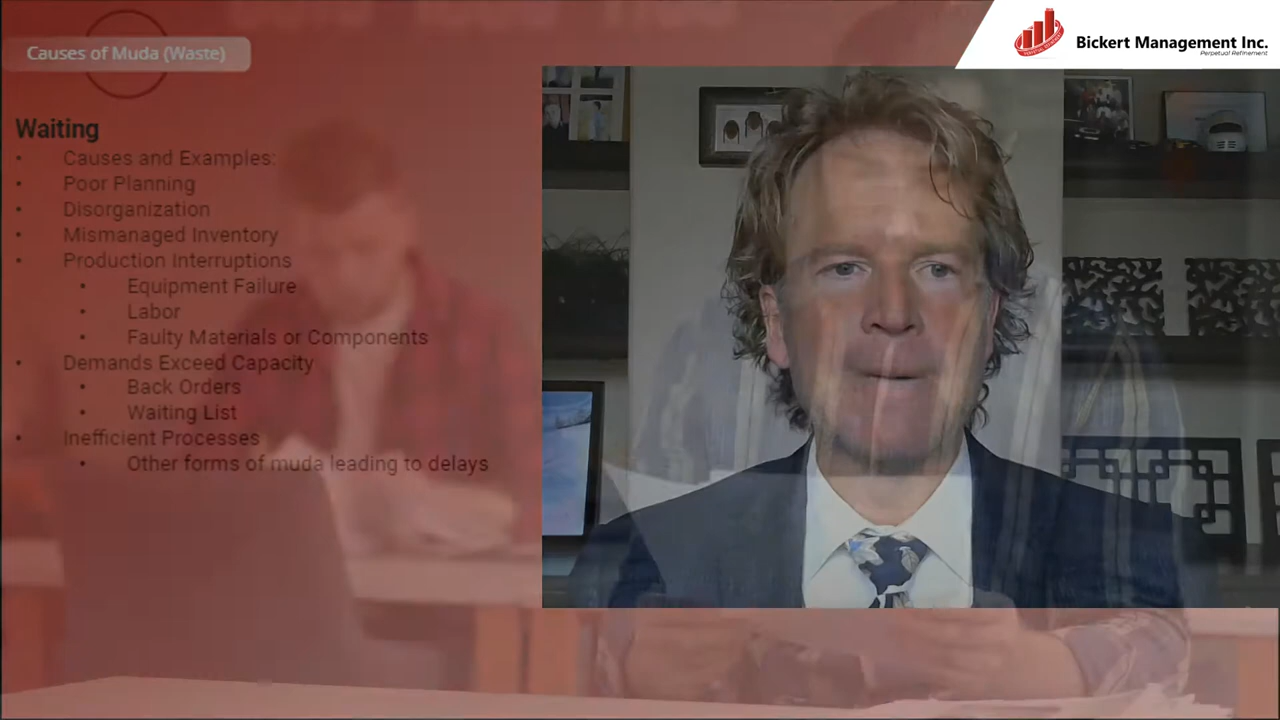 Causes of Muda (Waste)
Bickert Management Inc.
Perpetual Refinement
Waiting
• Causes and Examples:
• Poor Planning
• Disorganization
• Mismanaged Inventory
• Production Interruptions
• Equipment Failure
• Labor
• Faulty Materials or Components
• Demands Exceed Capacity
• Back Orders
• Waiting List
• Inefficient Processes
• Other forms of muda leading to delays